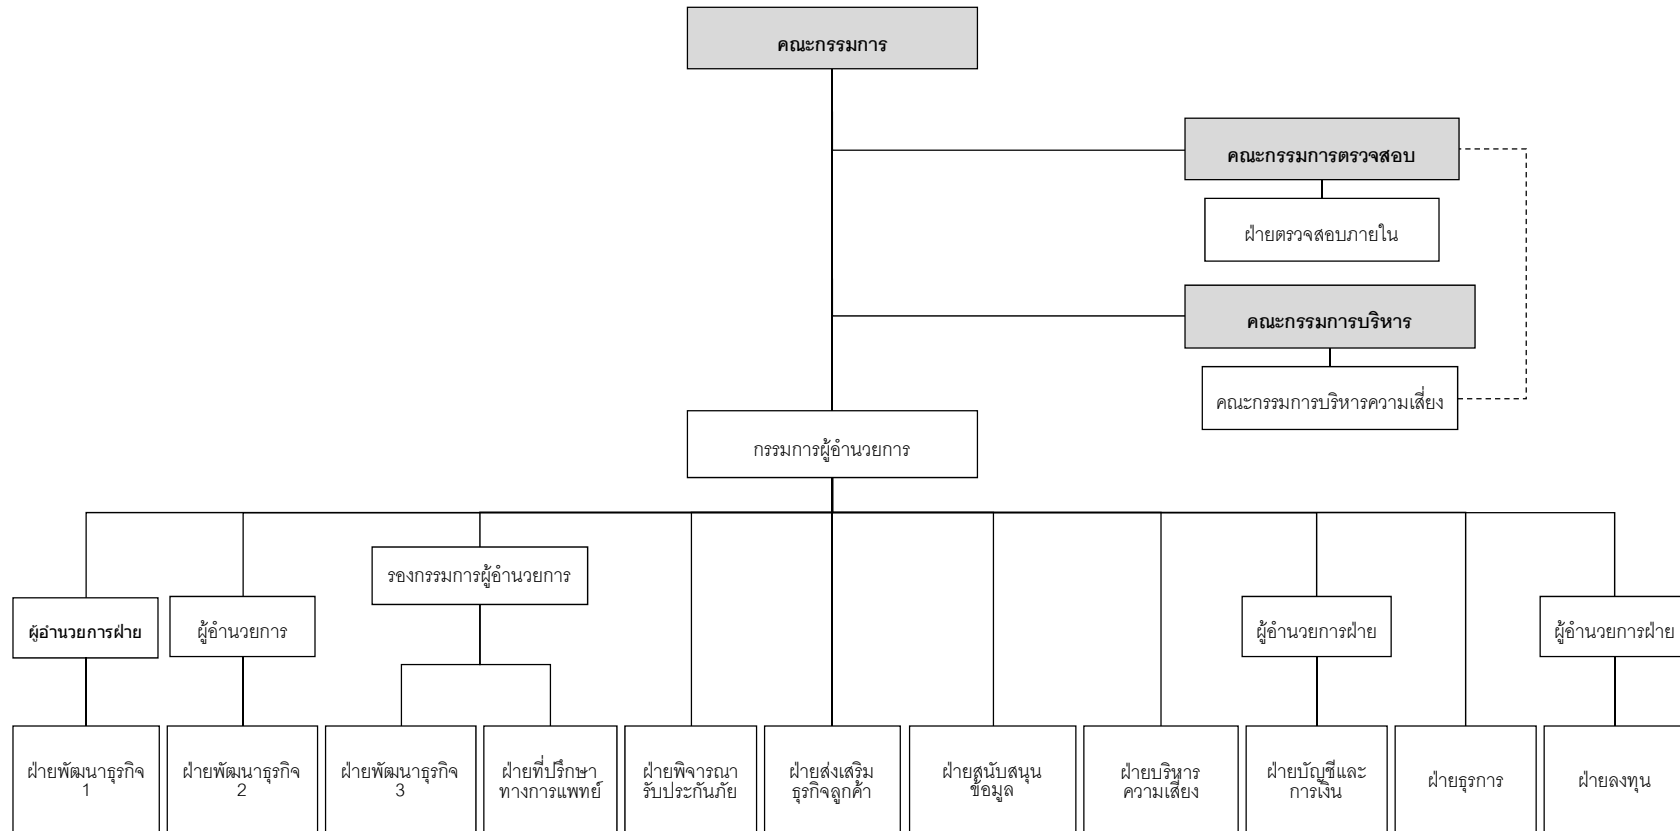 คณะกรรมการ
คณะกรรมการตรวจสอบ
ฝ่ายตรวจสอบภายใน
คณะกรรมการบริหาร
คณะกรรมการบริหารความเสี่ยง
กรรมการผู้อำนวยการ
รองกรรมการผู้อำนวยการ
ผู้อำนวยการฝ่าย
ผู้อำนวยการ
ผู้อำนวยการฝ่าย
ผู้อำนวยการฝ่าย
ฝ่ายพัฒนาธุรกิจ
1
ฝ่ายพัฒนาธุรกิจ
2
ฝ่ายพัฒนาธุรกิจ
3
ฝ่ายที่ปรึกษา
ทางการแพทย์
ฝ่ายพิจารณา
รับประกันภัย
ฝ่ายส่งเสริม
ธุรกิจลูกค้า
ฝ่ายสนับสนุน
ข้อมูล
ฝ่ายบริหาร
ความเสี่ยง
ฝ่ายบัญชีและ
การเงิน
ฝ่ายธุรการ
ฝ่ายลงทุน